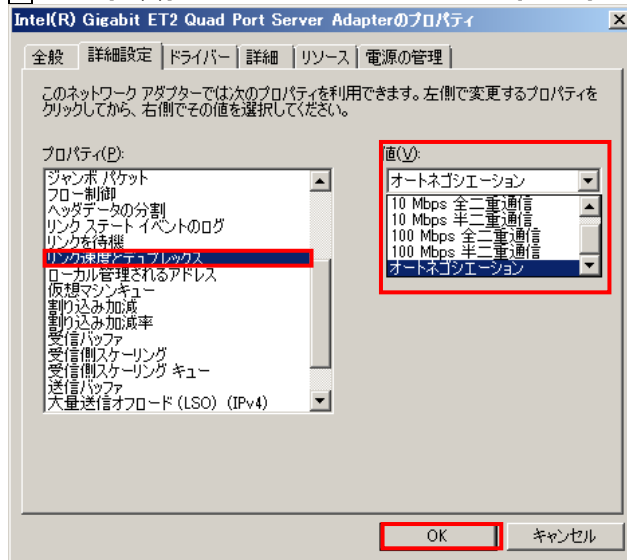 Intel(R) Gigabit ET2 Quad Port Server Adapterのプロパティ
全般 詳細設定 ドライバー 詳細 リソース 電源の管理
このネットワーク アダプターでは次のプロパティを利用できます。左側で変更するプロパティを
クリックしてから、右側でその値を選択してください。
プロパティ(P):
値(V):
ジャンボ パケット
フロー制御
ヘッダデータの分割
リンク ステート イベントのログ
リンクを待機
リンク速度とデュプレックス
ローカル管理されるアドレス
仮想マシンキュー
割り込み加減
割り込み加減率
受信バッファ
受信側スケーリング
受信側スケーリング キュー
送信バッファ
大量送信オフロード (LSO) (IPv4)
オートネゴシエーション
10 Mbps 全二重通信
10 Mbps 半二重通信
100 Mbps 全二重通信
100 Mbps 半二重通信
オートネゴシエーション
OK キャンセル